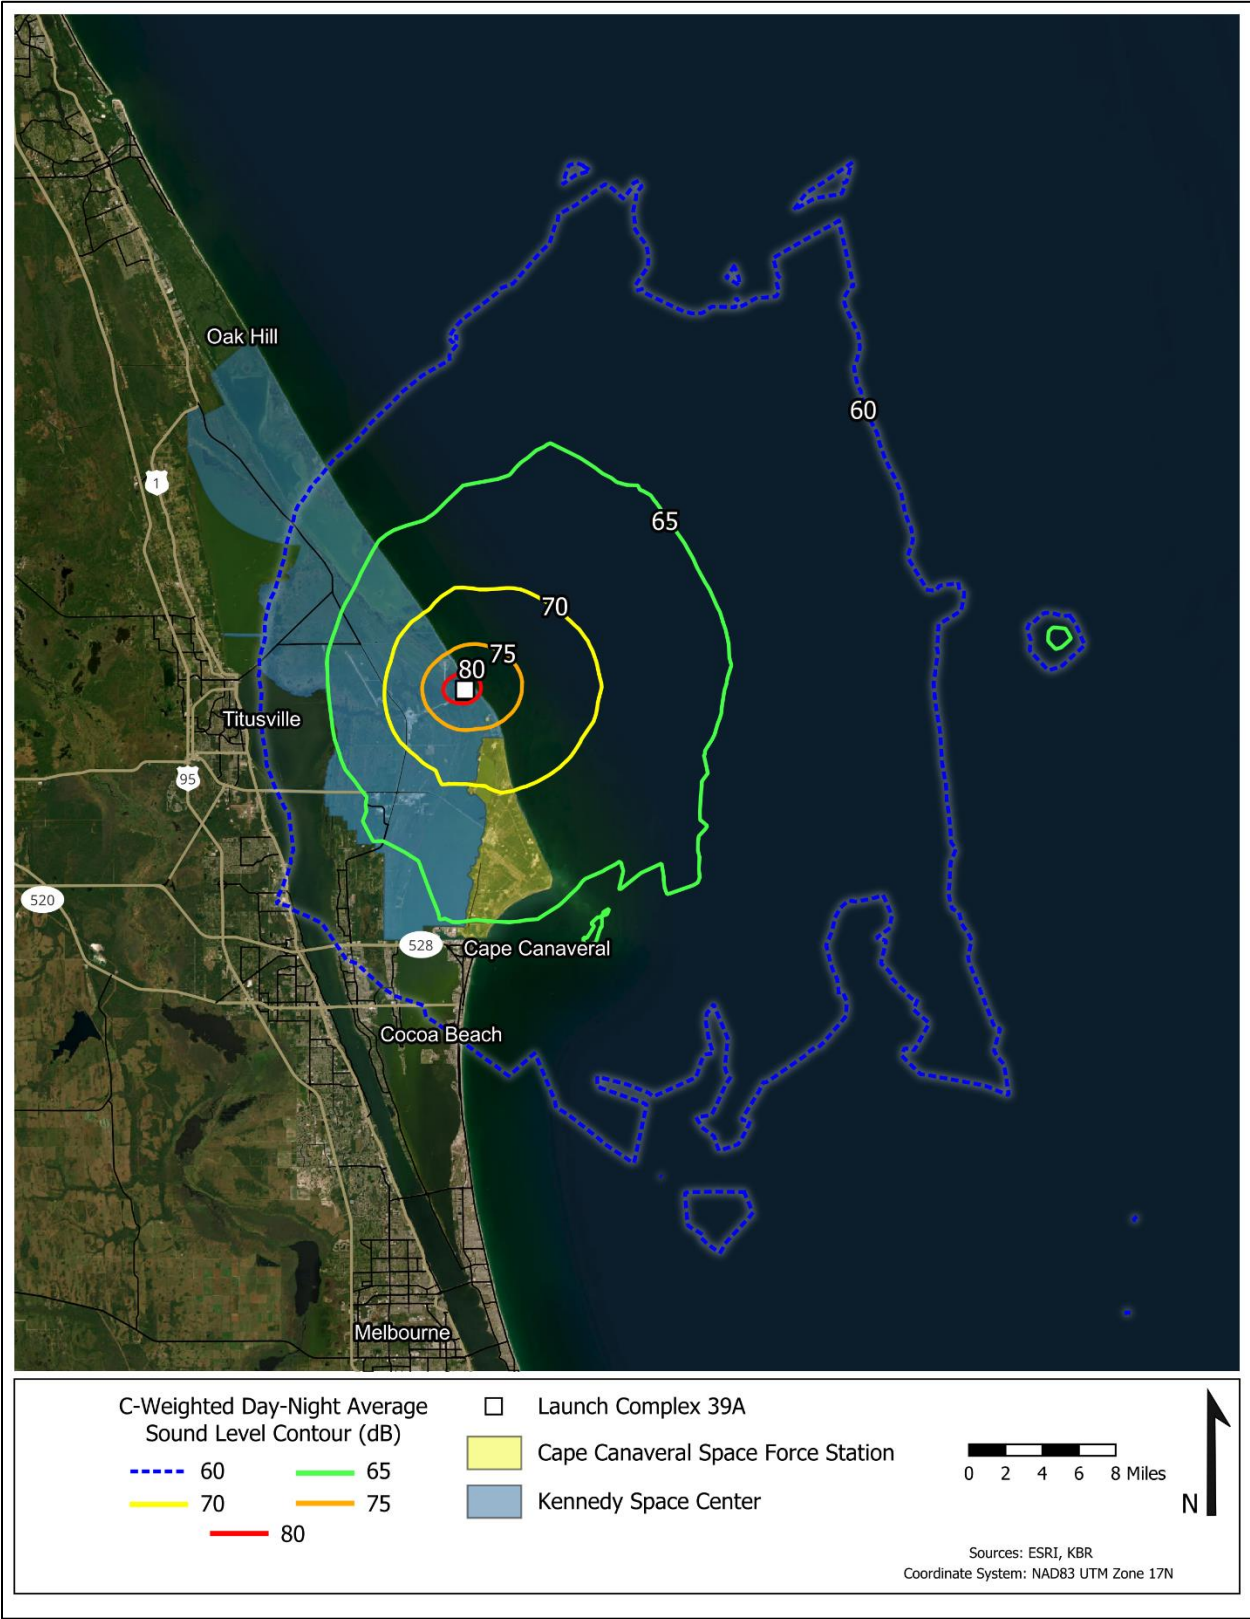 Oak Hill
60
1
65
70
75
80
Titusville
95
520
528
Cape Canaveral
Cocoa Beach
Melbourne
C-Weighted Day-Night Average
Sound Level Contour (dB)
60
65
70
75
80
Launch Complex 39A
Cape Canaveral Space Force Station
Kennedy Space Center
0 2 4 6 8 Miles
N
Sources: ESRI, KBR
Coordinate System: NAD83 UTM Zone 17N